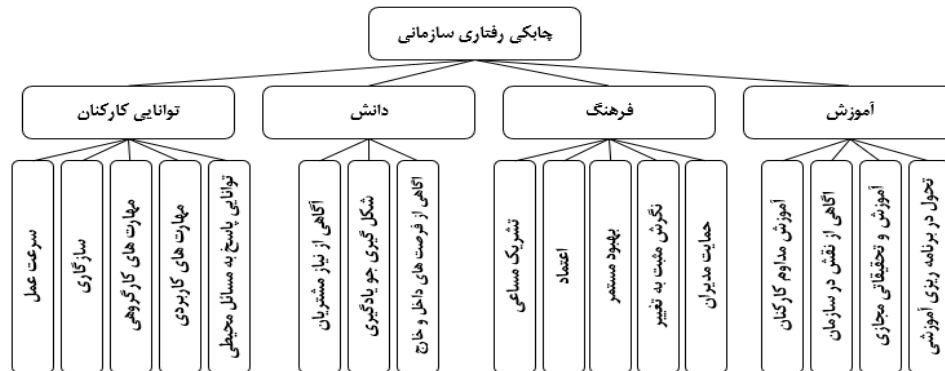 چابکی رفتاری سازمانی
آموزش
فرهنگ
دانش
توانایی کارکنان
تحول در برنامه ریزی آموزشی
آموزش و تحقیقاتی مجازی
آگاهی از نقش در سازمان
آموزش مداوم کارکنان
حمایت مدیران
نگرش مثبت به تغییر
بهبود مستمر
اعتماد
تشریک مساعی
آگاهی از فرصت های داخل و خارج
شکل گیری جو یادگیری
آگاهی از نیاز مشتریان
توانایی پاسخ به مسائل محیطی
مهارت های کاربردی
مهارت های کارگروهی
سازگاری
سرعت عمل